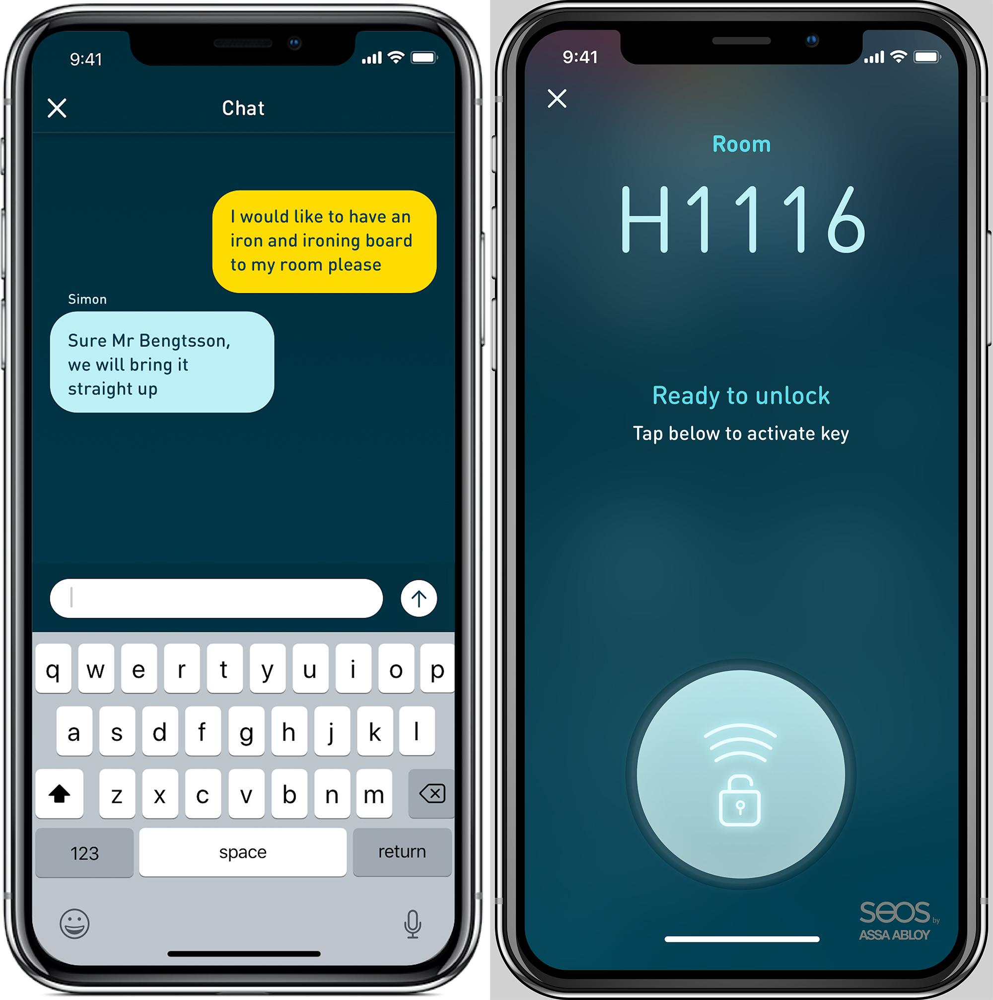 9:41
Chat
I would like to have an
iron and ironing board
to my room please
Simon
Sure Mr Bengtsson,
we will bring it
straight up
q w e r t y u i o p
a s d f g h j k l
z x c v b n m
123 space return
9:41
Room
H1116
Ready to unlock
Tap below to activate key
seos by
ASSA ABLOY